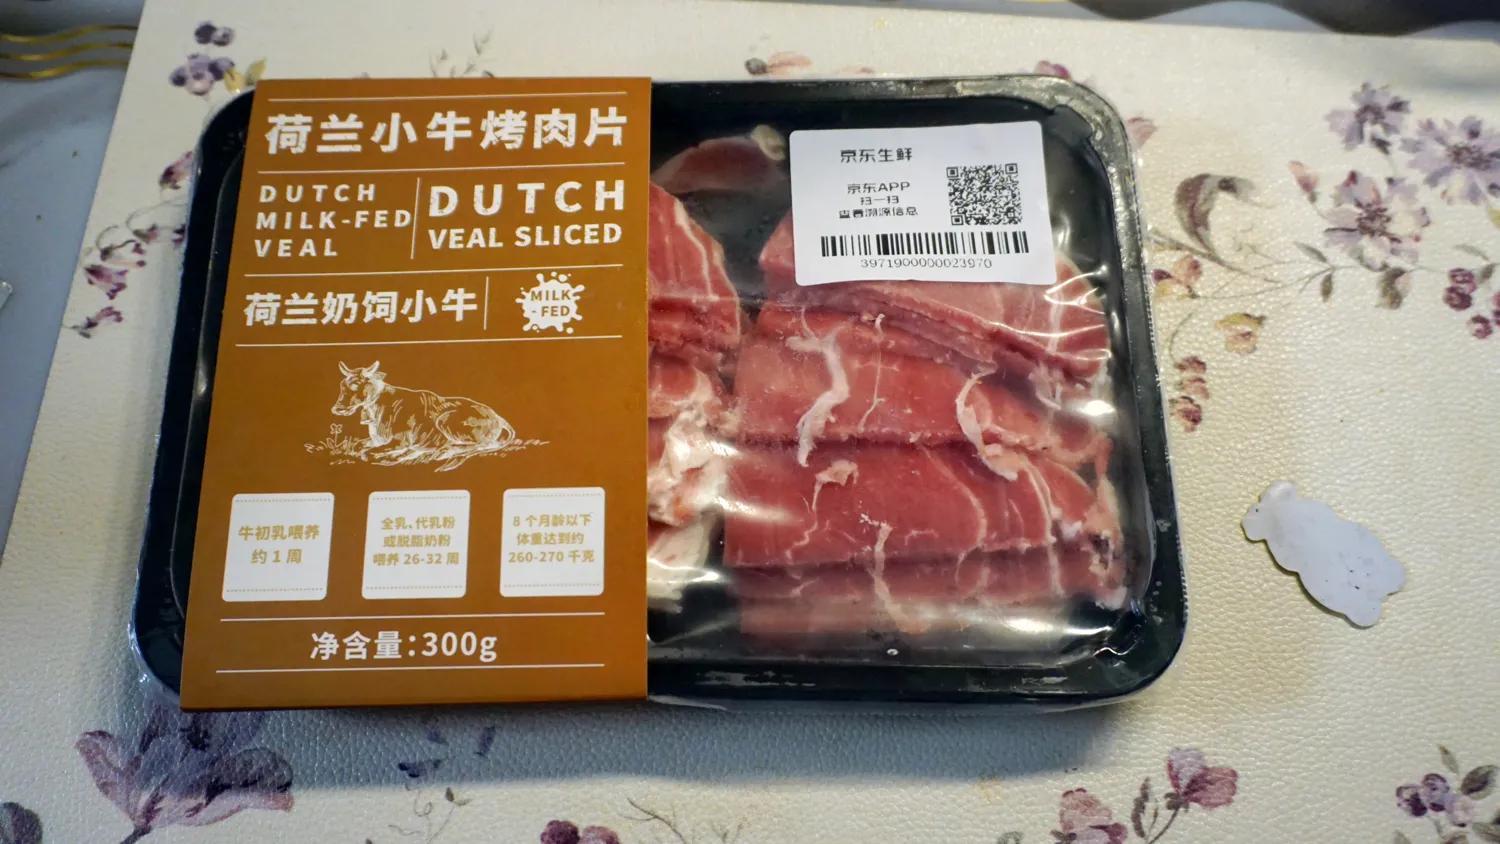 荷兰小牛烤肉片
DUTCH
MILK-FED
VEAL
DUTCH
VEAL SLICED
荷兰奶饲小牛
MILK
-FED
牛初乳喂养
约 1 周
全乳、代乳粉
或脱脂奶粉
喂养 26-32 周
8 个月龄以下
体重达到约
260-270 千克
净含量：300g
京东生鲜
京东APP
扫一扫
查看溯源信息
3971900000023970